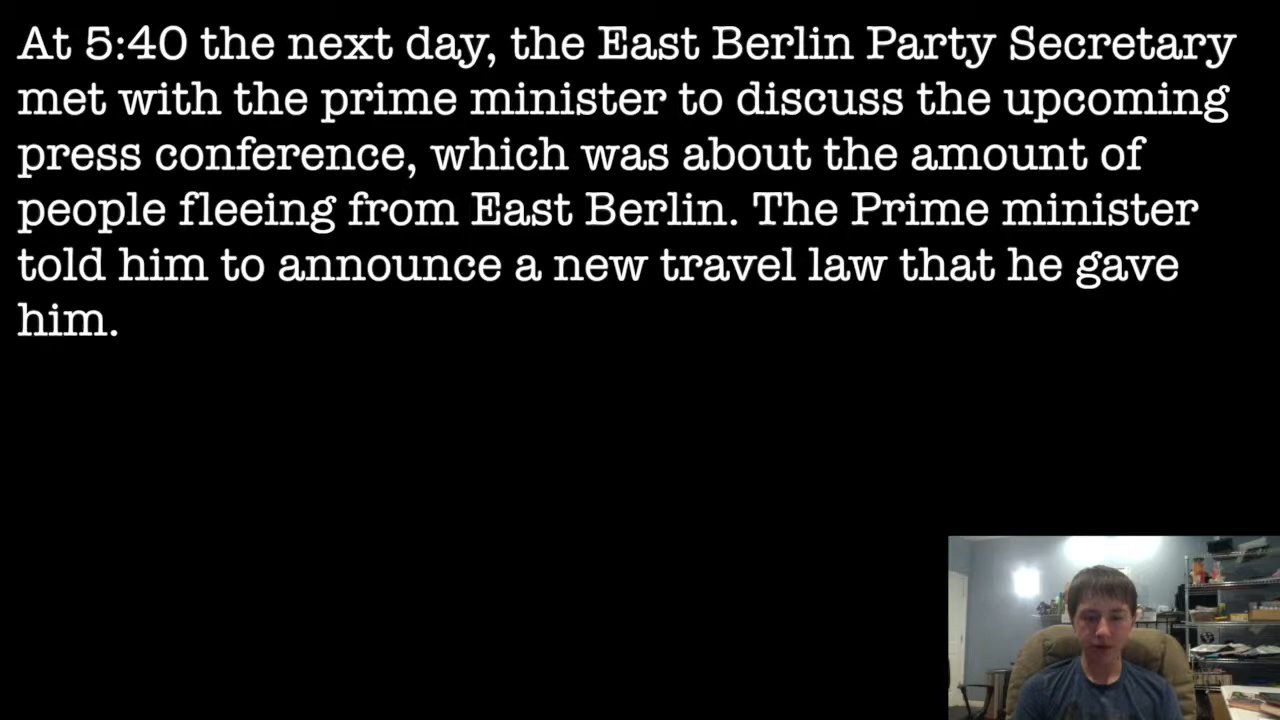 At 5:40 the next day, the East Berlin Party Secretary
met with the prime minister to discuss the upcoming
press conference, which was about the amount of
people fleeing from East Berlin. The Prime minister
told him to announce a new travel law that he gave
him.